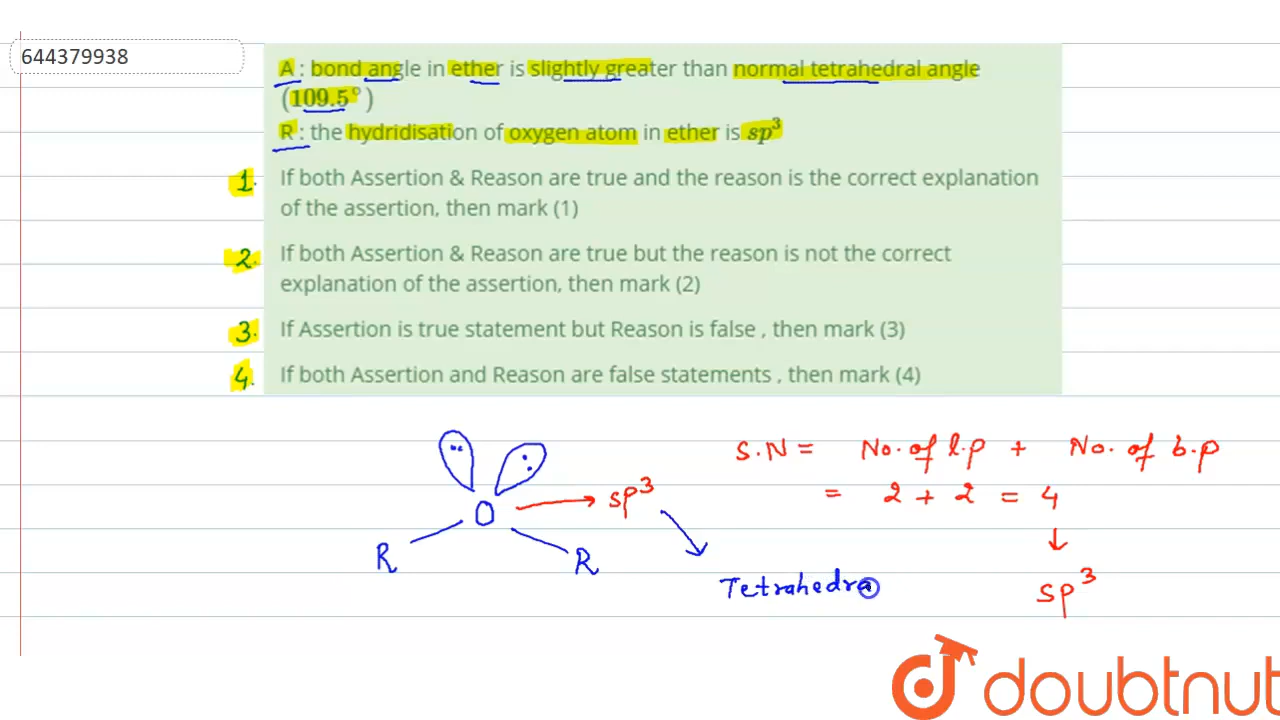 644379938
A : bond angle in ether is slightly greater than normal tetrahedral angle
(109.5°)
R : the hydridisation of oxygen atom in ether is sp³
1. If both Assertion & Reason are true and the reason is the correct explanation
of the assertion, then mark (1)
2. If both Assertion & Reason are true but the reason is not the correct
explanation of the assertion, then mark (2)
3. If Assertion is true statement but Reason is false , then mark (3)
4. If both Assertion and Reason are false statements , then mark (4)
S.N = No. of l.p + No. of b.p
= 2 + 2 = 4
sp³
O → sp³
R R
Tetrahedra
sp³
doubtnut